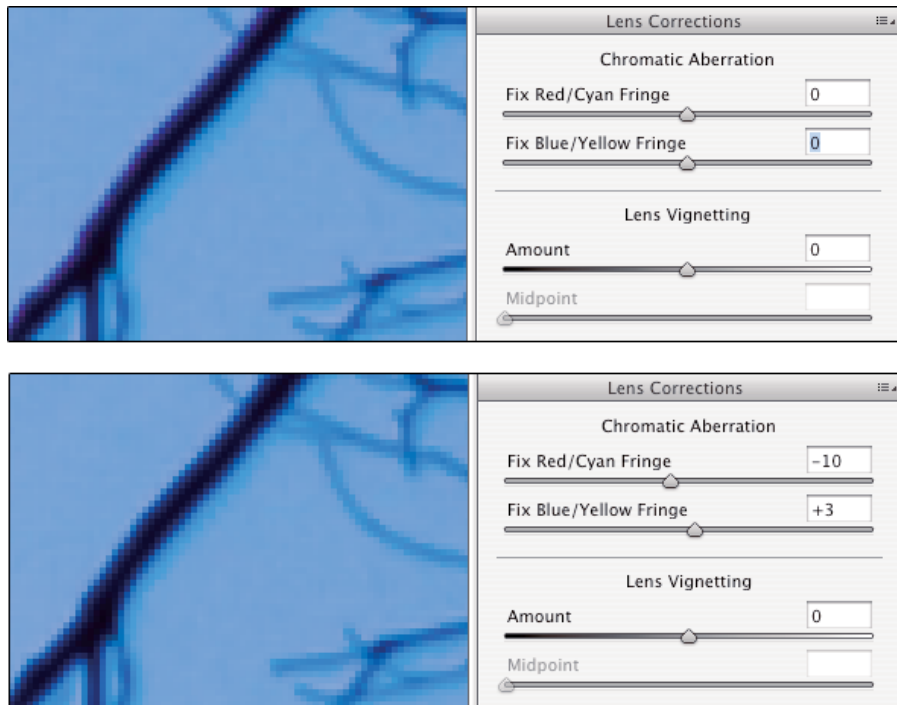 Lens Corrections
Chromatic Aberration
Fix Red/Cyan Fringe 0
Fix Blue/Yellow Fringe 0
Lens Vignetting
Amount 0
Midpoint
Lens Corrections
Chromatic Aberration
Fix Red/Cyan Fringe -10
Fix Blue/Yellow Fringe +3
Lens Vignetting
Amount 0
Midpoint